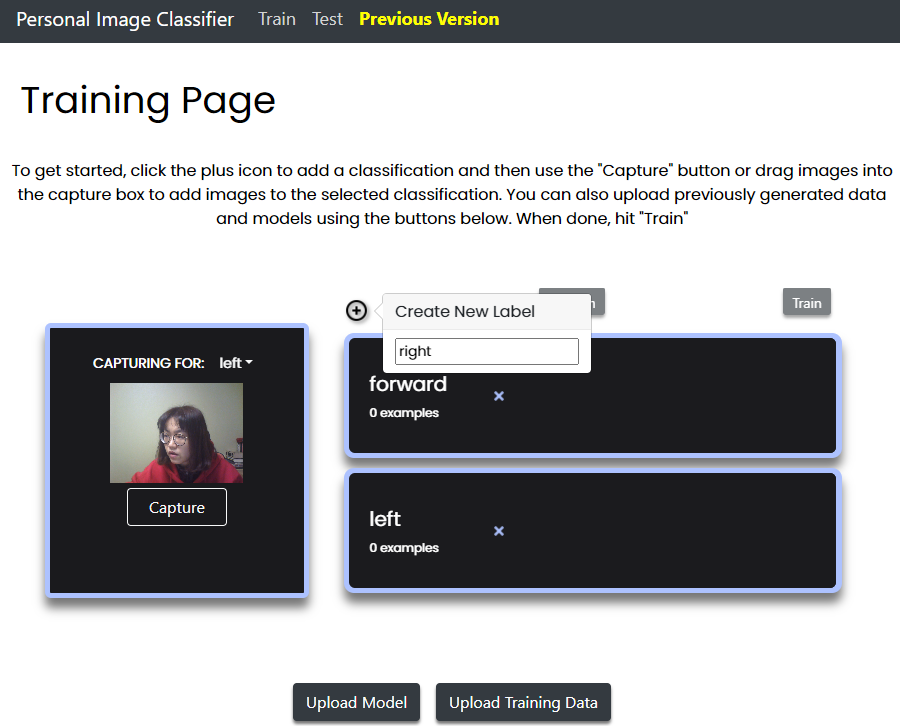 Personal Image Classifier Train Test Previous Version
Training Page
To get started, click the plus icon to add a classification and then use the "Capture" button or drag images into
the capture box to add images to the selected classification. You can also upload previously generated data
and models using the buttons below. When done, hit "Train"
Create New Label
Train
right
CAPTURING FOR: left
forward
0 examples
Capture
left
0 examples
Upload Model Upload Training Data